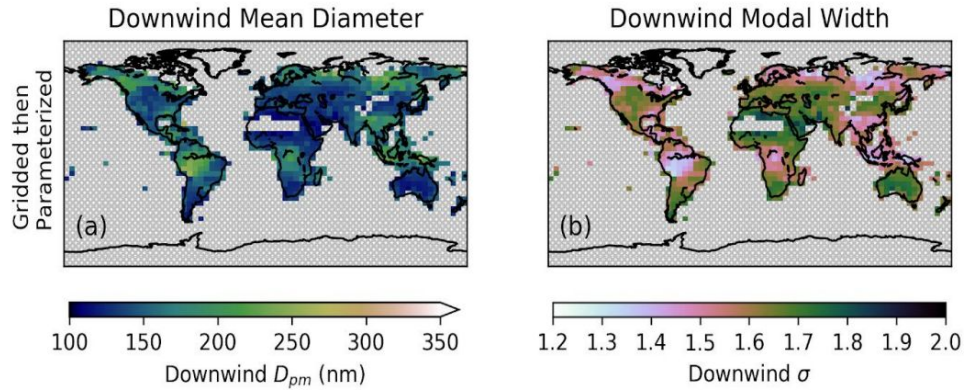 Downwind Mean Diameter
Downwind Modal Width
Gridded then
Parameterized
(a)
(b)
100 150 200 250 300 350
Downwind D_pm (nm)
1.2 1.3 1.4 1.5 1.6 1.7 1.8 1.9 2.0
Downwind σ